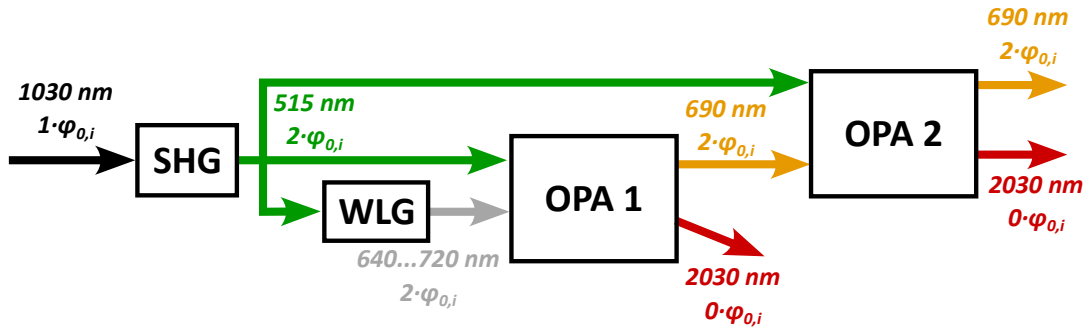 1030 nm
1·φ0,i
SHG
515 nm
2·φ0,i
WLG
640...720 nm
2·φ0,i
OPA 1
690 nm
2·φ0,i
2030 nm
0·φ0,i
OPA 2
690 nm
2·φ0,i
2030 nm
0·φ0,i